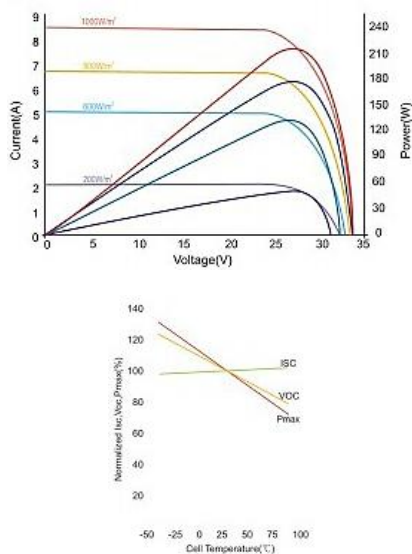 9
8
7
6
5
4
3
2
1
0
Current(A)
1000W/m²
800W/m²
600W/m²
200W/m²
240
210
180
150
120
90
60
30
0
Power(W)
0 5 10 15 20 25 30 35
Voltage(V)
140
120
100
80
60
40
20
Normalized Isc,Voc,Pmax(%)
ISC
VOC
Pmax
-50 -25 0 25 50 75 100
Cell Temperature(℃)